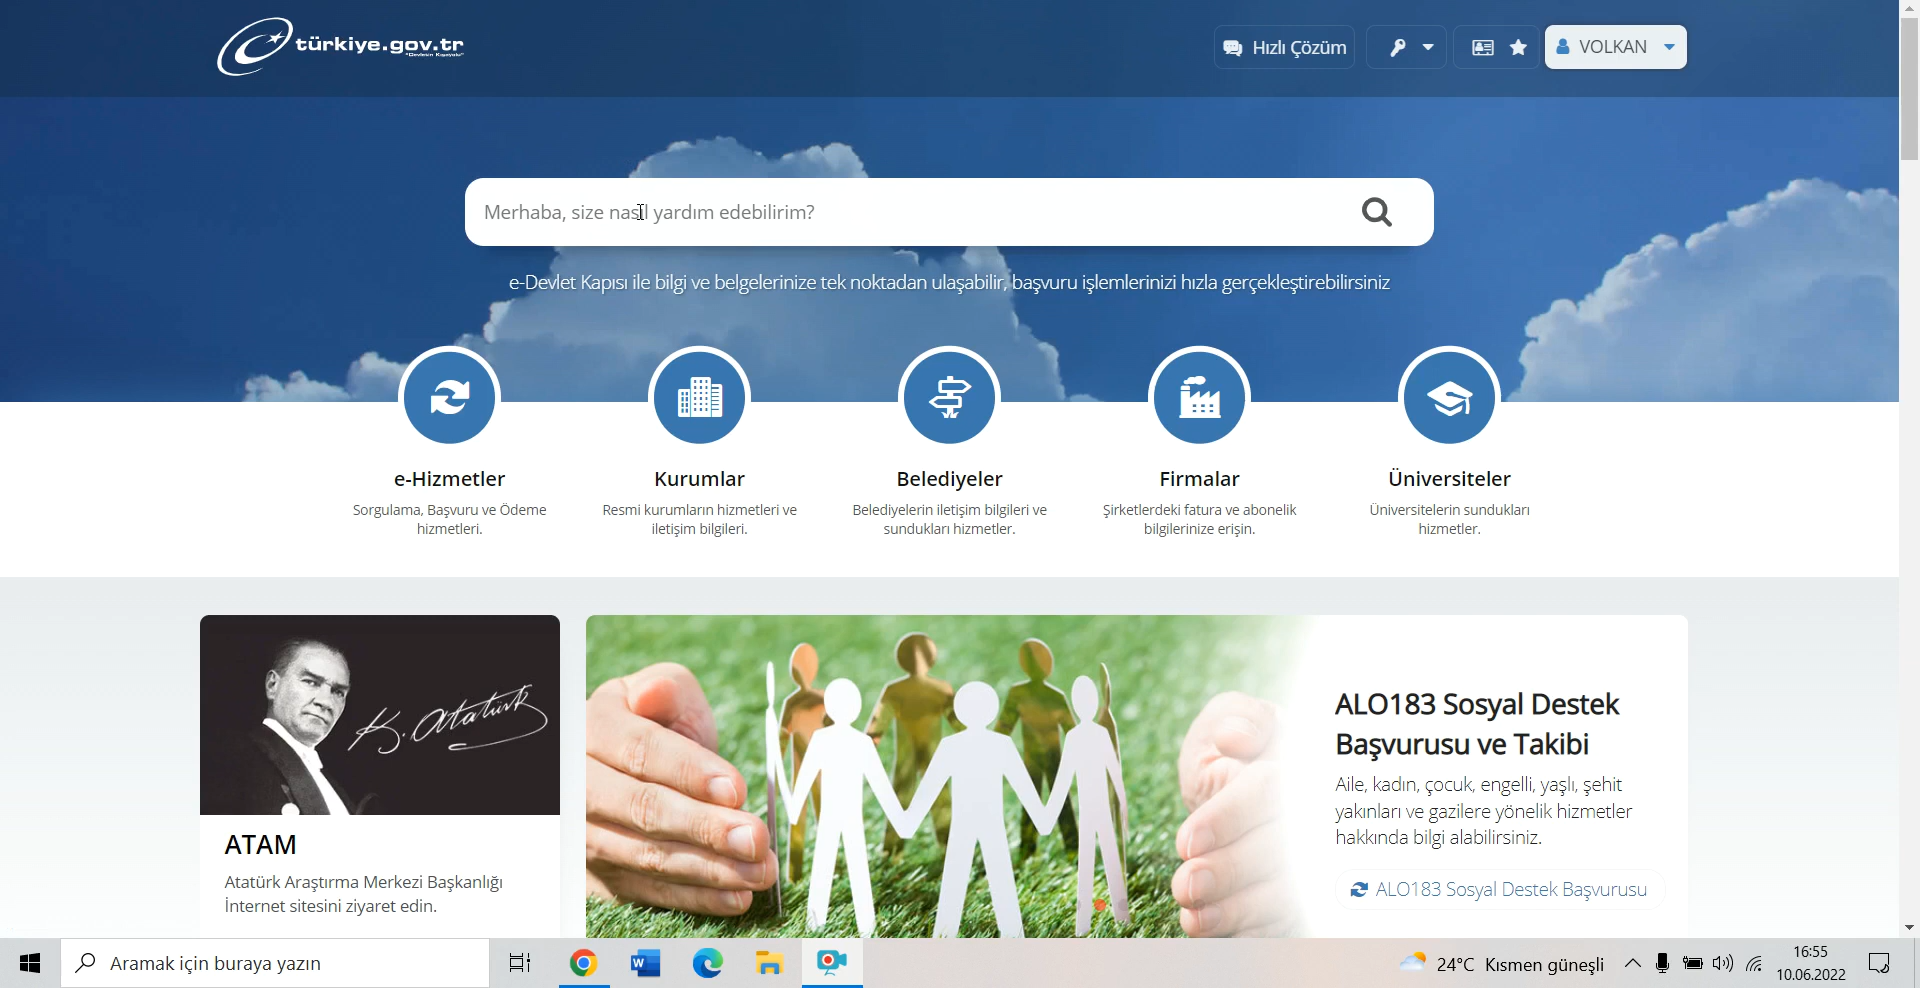 türkiye.gov.tr
"Devletin Kısayolu"
Hızlı Çözüm
VOLKAN
Merhaba, size nasıl yardım edebilirim?
e-Devlet Kapısı ile bilgi ve belgelerinize tek noktadan ulaşabilir, başvuru işlemlerinizi hızla gerçekleştirebilirsiniz
e-Hizmetler
Sorgulama, Başvuru ve Ödeme
hizmetleri.
Kurumlar
Resmi kurumların hizmetleri ve
iletişim bilgileri.
Belediyeler
Belediyelerin iletişim bilgileri ve
sundukları hizmetler.
Firmalar
Şirketlerdeki fatura ve abonelik
bilgilerinize erişin.
Üniversiteler
Üniversitelerin sundukları
hizmetler.
K. Atatürk
ATAM
Atatürk Araştırma Merkezi Başkanlığı
İnternet sitesini ziyaret edin.
ALO183 Sosyal Destek
Başvurusu ve Takibi
Aile, kadın, çocuk, engelli, yaşlı, şehit
yakınları ve gazilere yönelik hizmetler
hakkında bilgi alabilirsiniz.
ALO183 Sosyal Destek Başvurusu
Aramak için buraya yazın
24°C Kısmen güneşli
16:55
10.06.2022